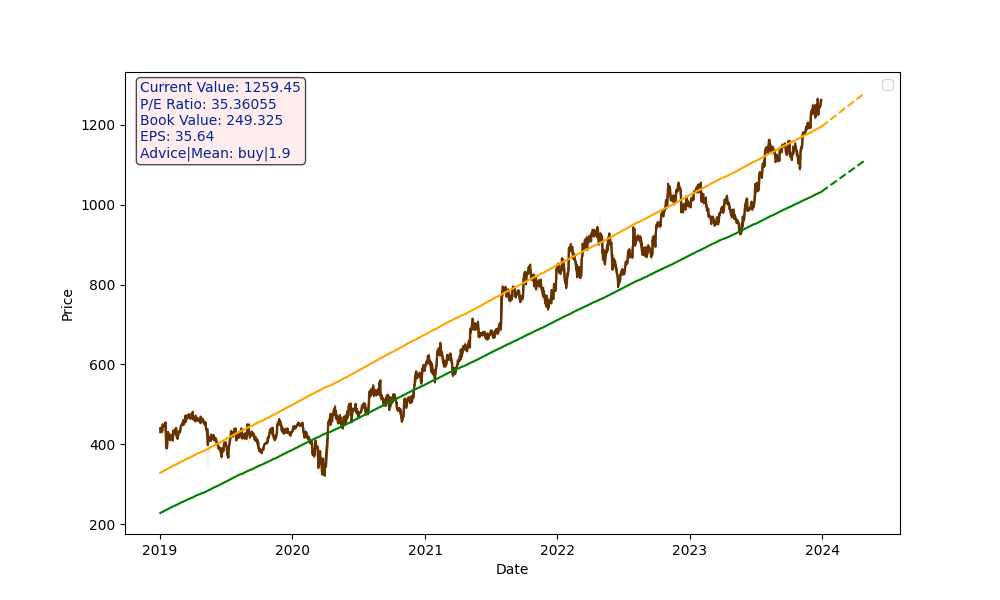 Current Value: 1259.45
P/E Ratio: 35.36055
Book Value: 249.325
EPS: 35.64
Advice|Mean: buy|1.9
Price
1200
1000
800
600
400
200
2019 2020 2021 2022 2023 2024
Date